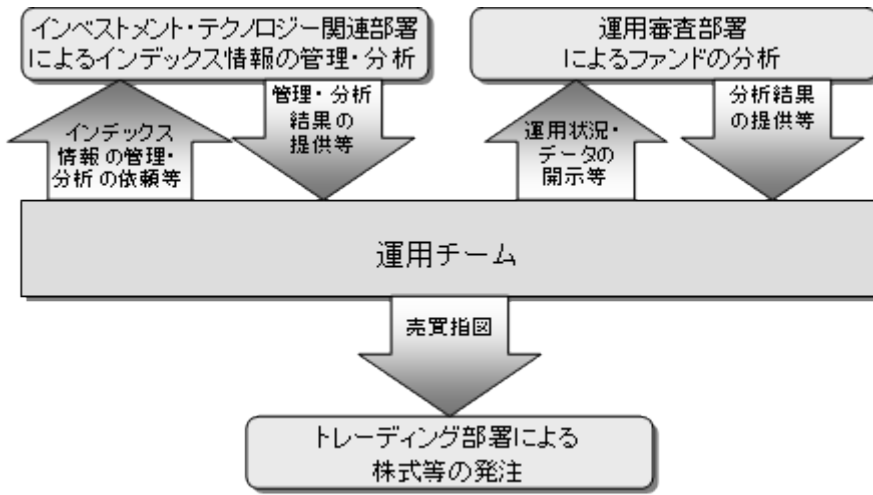 インベストメント・テクノロジー関連部署
によるインデックス情報の管理・分析
運用審査部署
によるファンドの分析
インデックス
情報の管理・
分析の依頼等
管理・分析
結果の
提供等
運用状況・
データの
開示等
分析結果
の提供等
運用チーム
売買指図
トレーディング部署による
株式等の発注